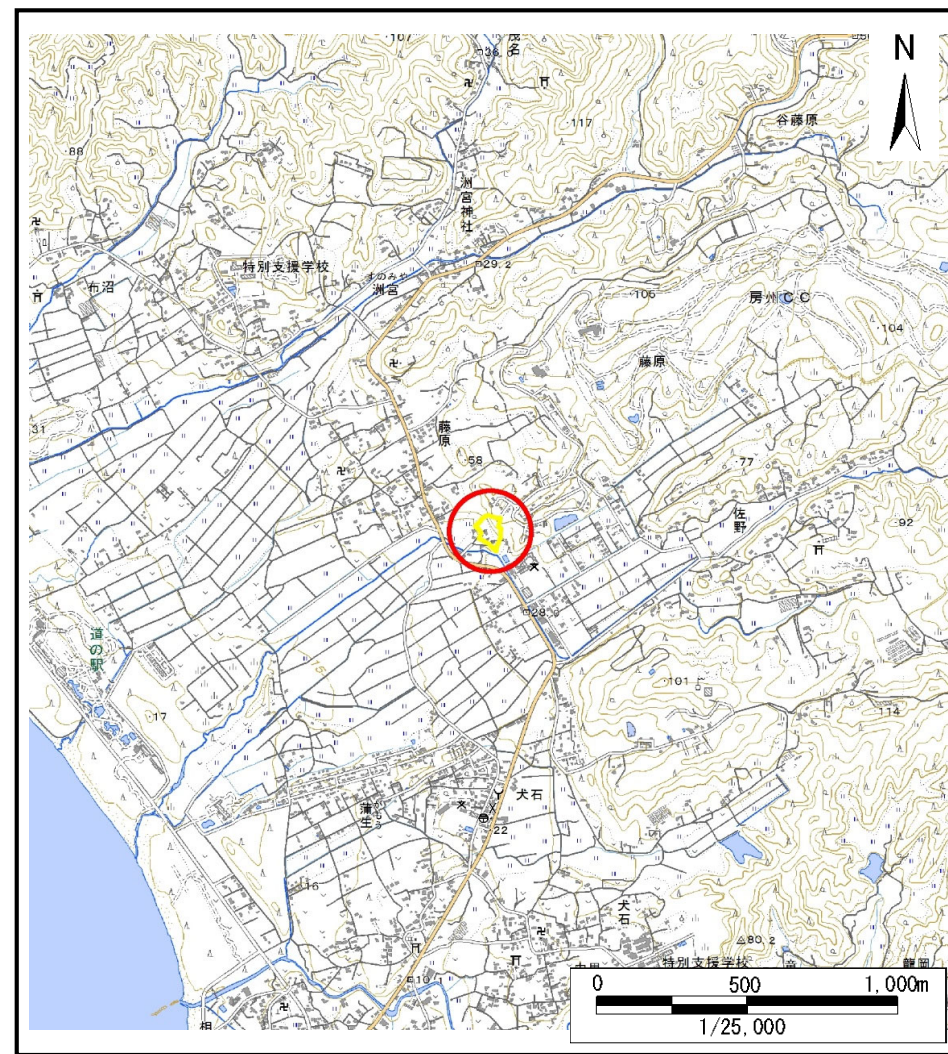 107
36.
茂名
N
谷藤原
117
88
50
洲宮神社
特別支援学校
29.2
すのみや
洲宮
布沼
106
房州CC
104
藤原
31
藤原
58
77
佐野
92
28.
道の駅
15
101
114
17
犬石
蒲生
22
16
犬石
80.2
特別支援学校
龍岡
10
0 500 1,000m
1/25,000